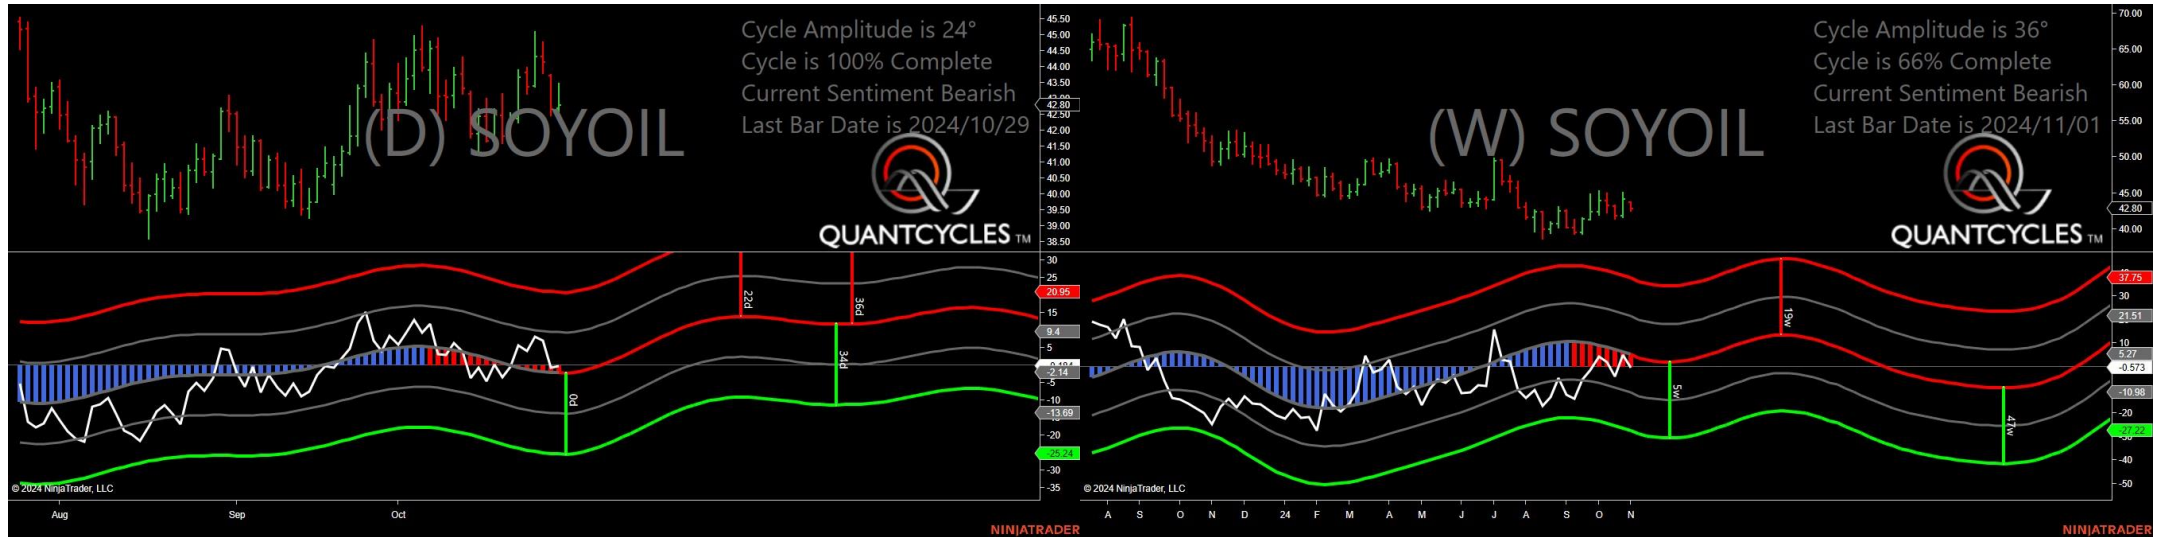 Cycle Amplitude is 24°
Cycle is 100% Complete
Current Sentiment Bearish
Last Bar Date is 2024/10/29
(D) SOYOIL
QUANTCYCLES TM
45.50
45.00
44.50
44.00
43.50
42.80
42.50
42.00
41.50
41.00
40.50
40.00
39.50
39.00
38.50
30
25
20.95
15
9.4
5
-2.14
-5
-10
-13.69
-20
-25.24
-30
-35
22d
36d
34d
0d
© 2024 NinjaTrader, LLC
Aug Sep Oct
NINJATRADER
Cycle Amplitude is 36°
Cycle is 66% Complete
Current Sentiment Bearish
Last Bar Date is 2024/11/01
(W) SOYOIL
QUANTCYCLES TM
70.00
65.00
60.00
55.00
50.00
45.00
42.80
40.00
37.75
30
21.51
10
5.27
-0.573
-10.98
-20
-27.22
-40
-50
19w
5w
47w
© 2024 NinjaTrader, LLC
A S O N D 24 F M A M J J A S O N
NINJATRADER